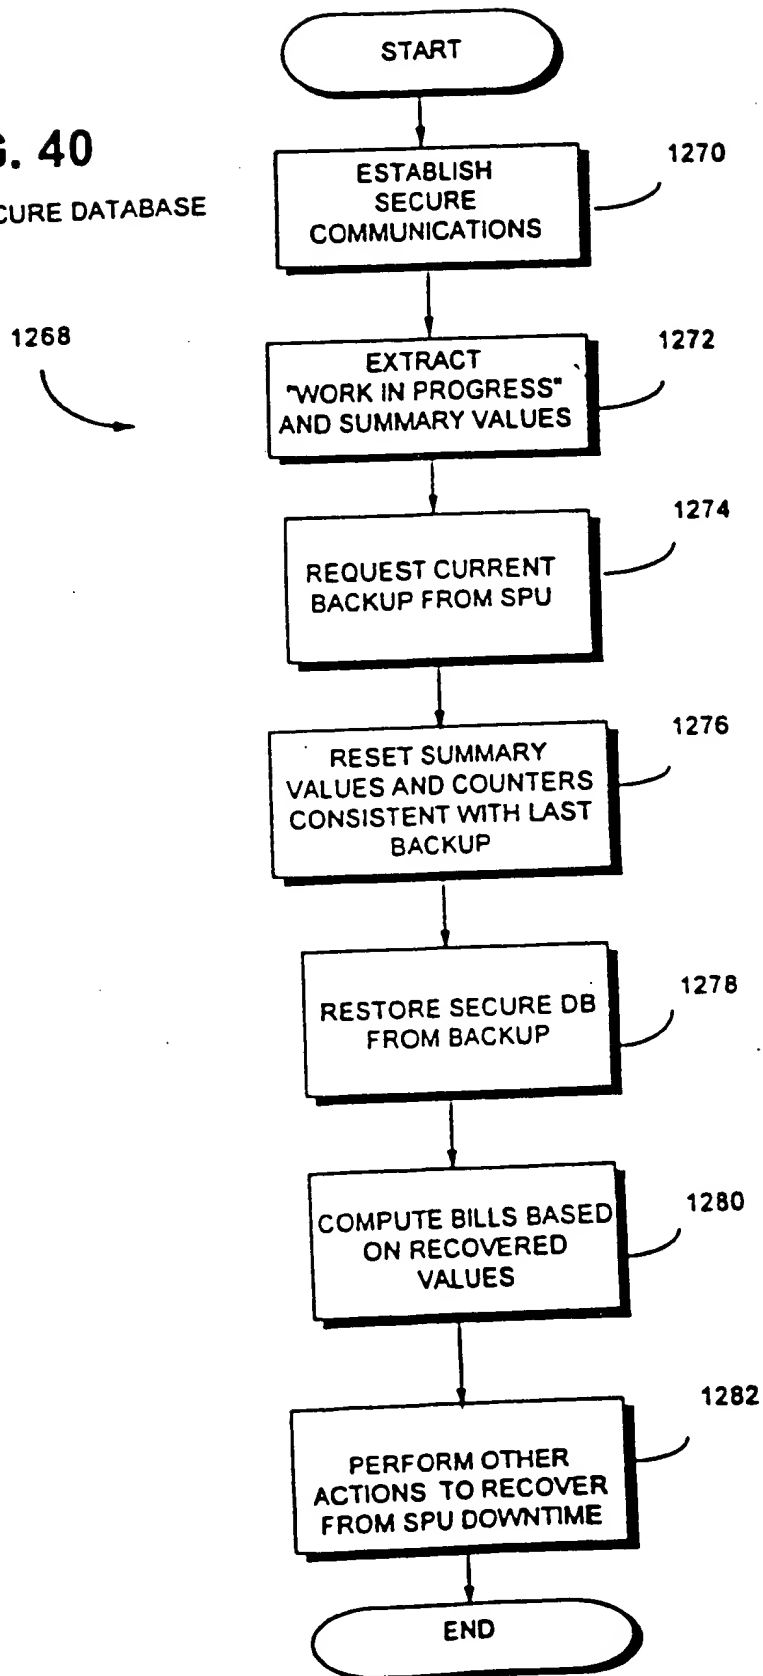 START
. 40
DATABASE
1270
ESTABLISH
SECURE
COMMUNICATIONS
1268
1272
EXTRACT
"WORK IN PROGRESS"
AND SUMMARY VALUES
1274
REQUEST CURRENT
BACKUP FROM SPU
1276
RESET SUMMARY
VALUES AND COUNTERS
CONSISTENT WITH LAST
BACKUP
1278
RESTORE SECURE DB
FROM BACKUP
1280
COMPUTE BILLS BASED
ON RECOVERED
VALUES
1282
PERFORM OTHER
ACTIONS TO RECOVER
FROM SPU DOWNTIME
END